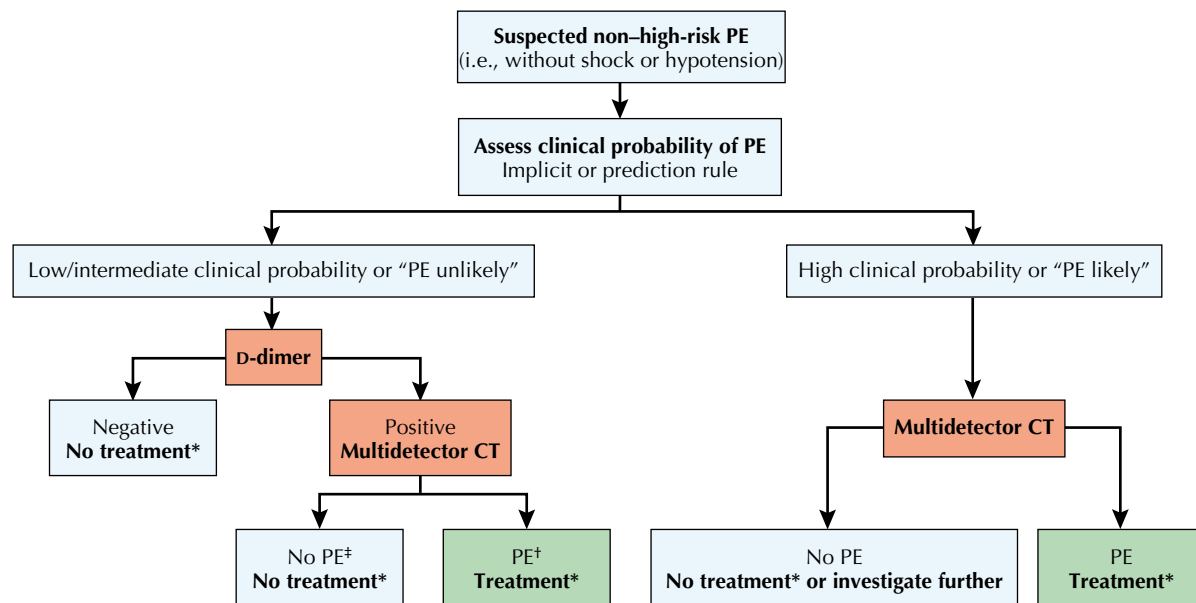 Suspected non–high-risk PE
(i.e., without shock or hypotension)
Assess clinical probability of PE
Implicit or prediction rule
Low/intermediate clinical probability or “PE unlikely”
High clinical probability or “PE likely”
D-dimer
Negative
No treatment*
Positive
Multidetector CT
Multidetector CT
No PE‡
No treatment*
PE†
Treatment*
No PE
No treatment* or investigate further
PE
Treatment*